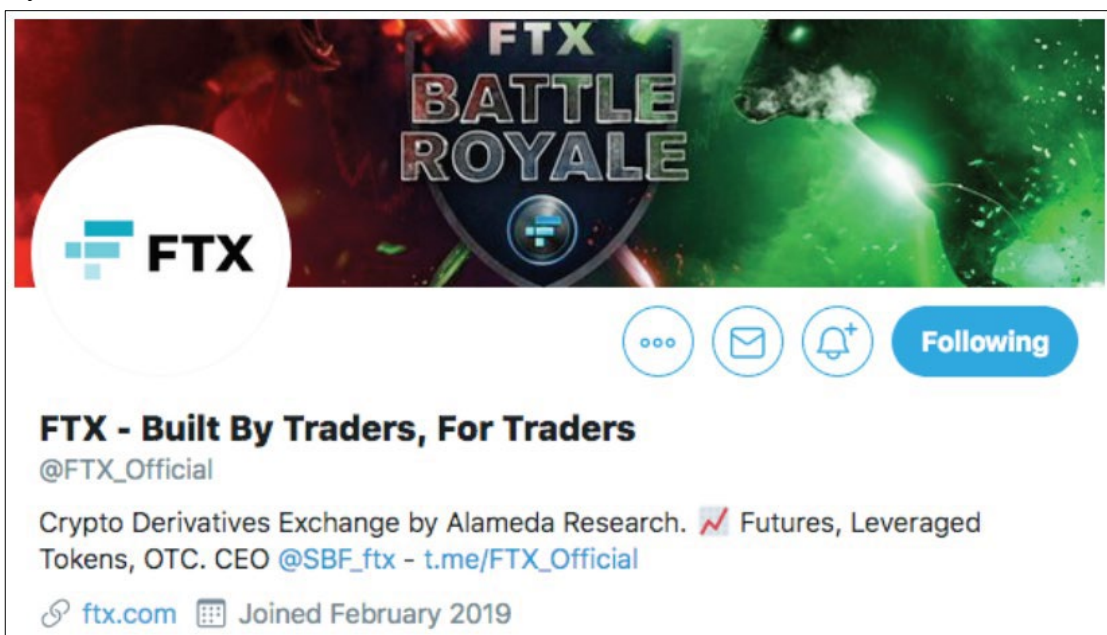 FTX
BATTLE
ROYALE
FTX
Following
FTX - Built By Traders, For Traders
@FTX_Official
Crypto Derivatives Exchange by Alameda Research. 📈 Futures, Leveraged
Tokens, OTC. CEO @SBF_ftx - t.me/FTX_Official
ftx.com Joined February 2019